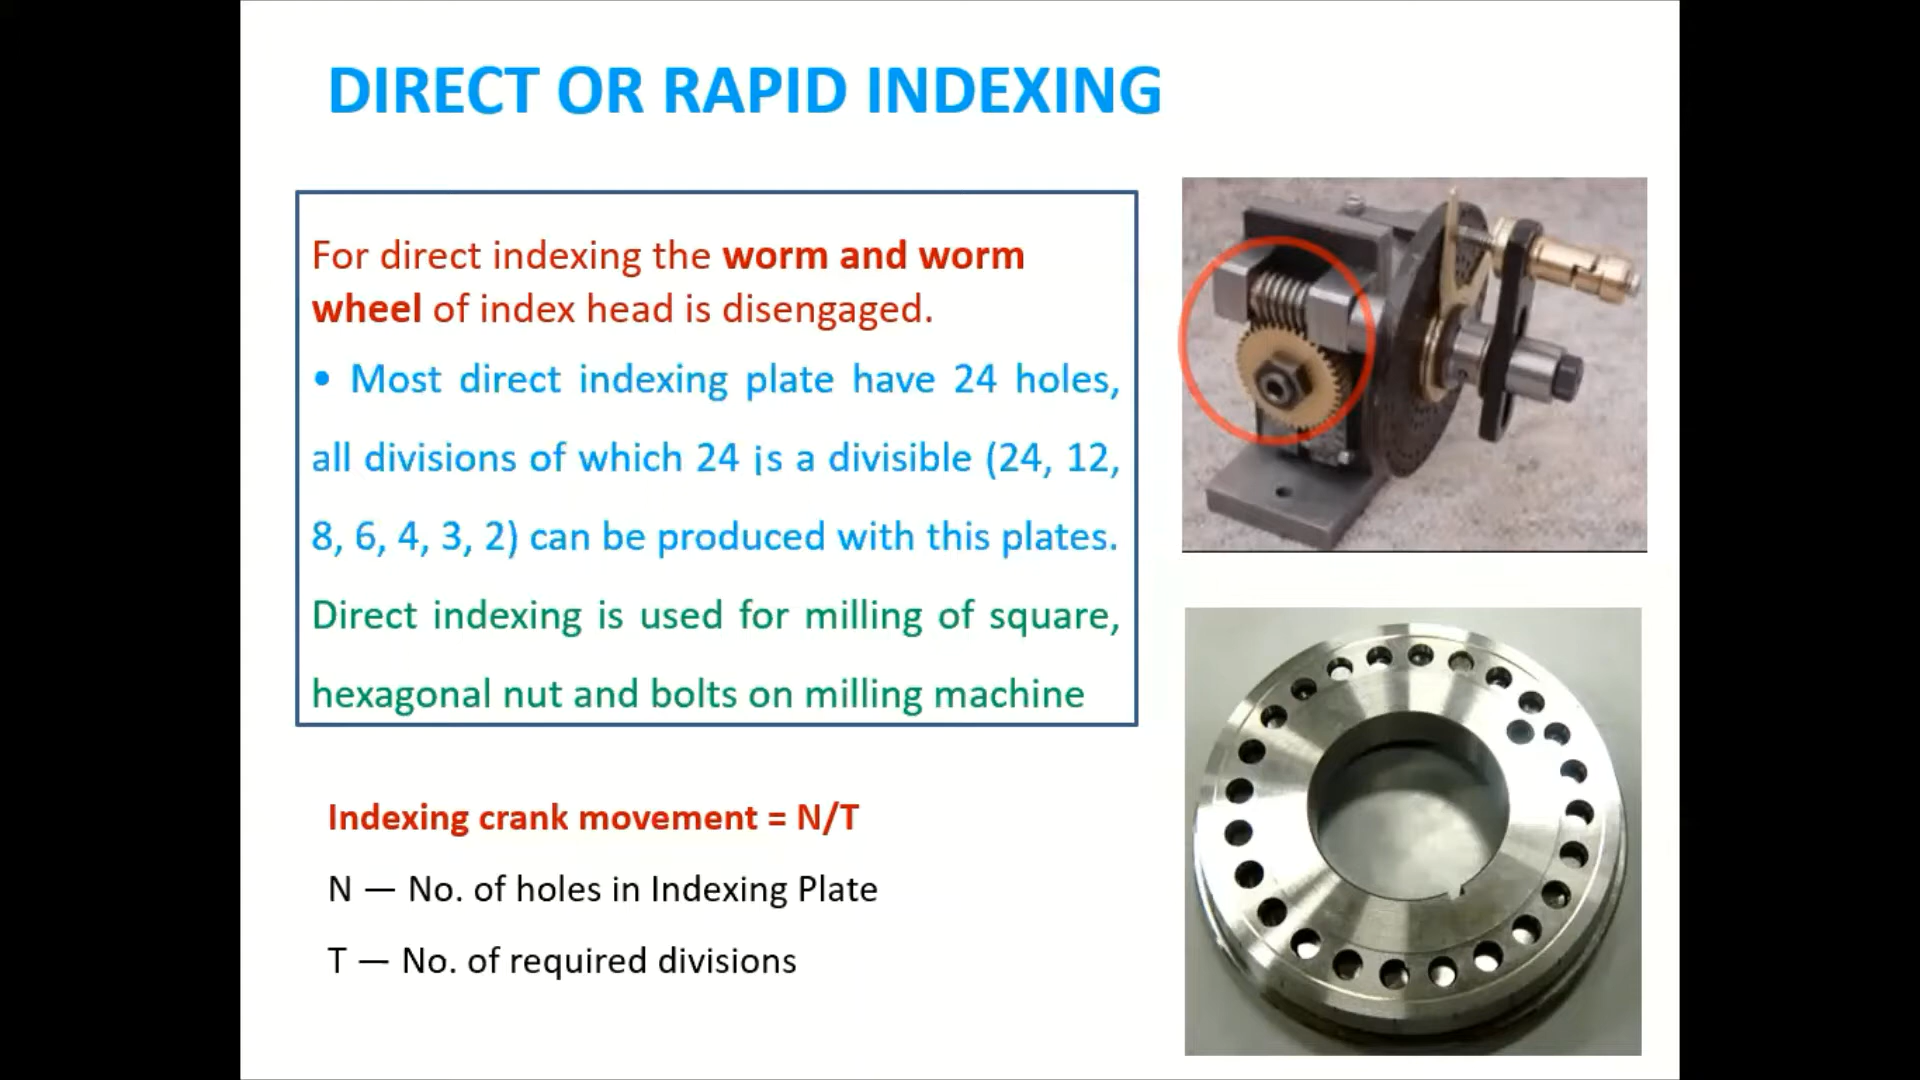 DIRECT OR RAPID INDEXING
For direct indexing the worm and worm
wheel of index head is disengaged.
• Most direct indexing plate have 24 holes,
all divisions of which 24 is a divisible (24, 12,
8, 6, 4, 3, 2) can be produced with this plates.
Direct indexing is used for milling of square,
hexagonal nut and bolts on milling machine
Indexing crank movement = N/T
N — No. of holes in Indexing Plate
T — No. of required divisions